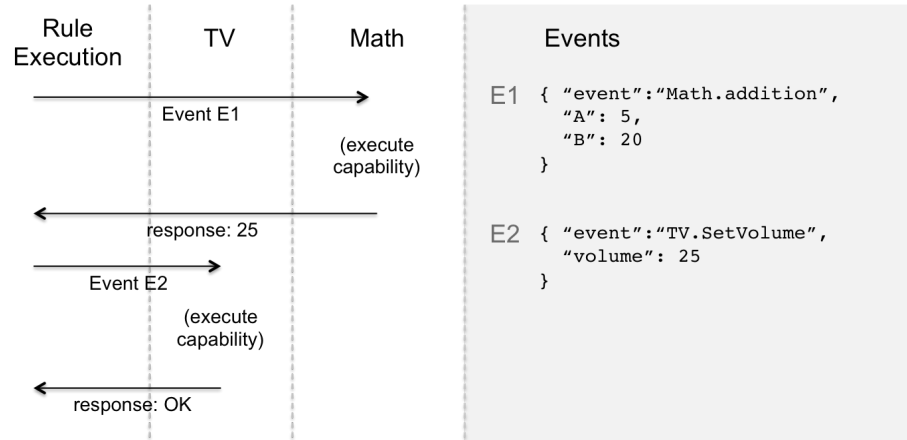 Rule
Execution
TV
Math
Event E1
(execute
capability)
response: 25
Event E2
(execute
capability)
response: OK
Events
E1
{ “event”:“Math.addition”,
“A”: 5,
“B”: 20
}
E2
{ “event”:“TV.SetVolume”,
“volume”: 25
}